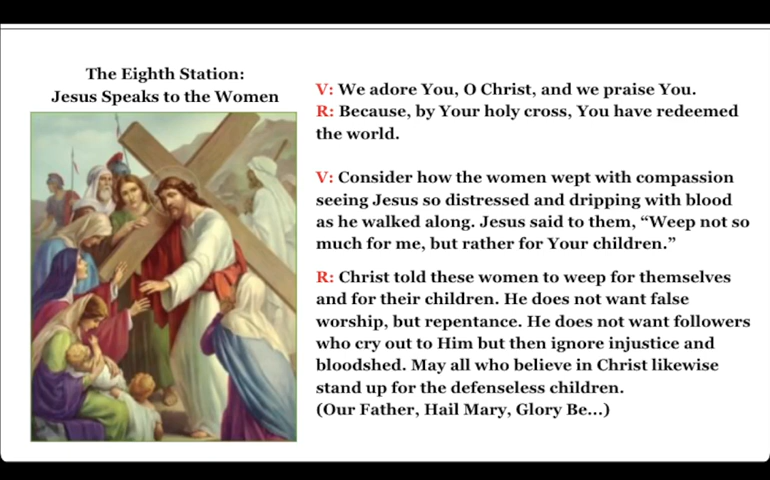 The Eighth Station:
Jesus Speaks to the Women
V: We adore You, O Christ, and we praise You.
R: Because, by Your holy cross, You have redeemed
the world.
V: Consider how the women wept with compassion
seeing Jesus so distressed and dripping with blood
as he walked along. Jesus said to them, “Weep not so
much for me, but rather for Your children.”
R: Christ told these women to weep for themselves
and for their children. He does not want false
worship, but repentance. He does not want followers
who cry out to Him but then ignore injustice and
bloodshed. May all who believe in Christ likewise
stand up for the defenseless children.
(Our Father, Hail Mary, Glory Be...)